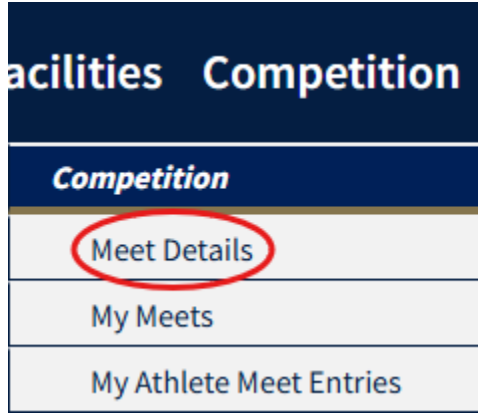 acilities Competition
Competition
Meet Details
My Meets
My Athlete Meet Entries